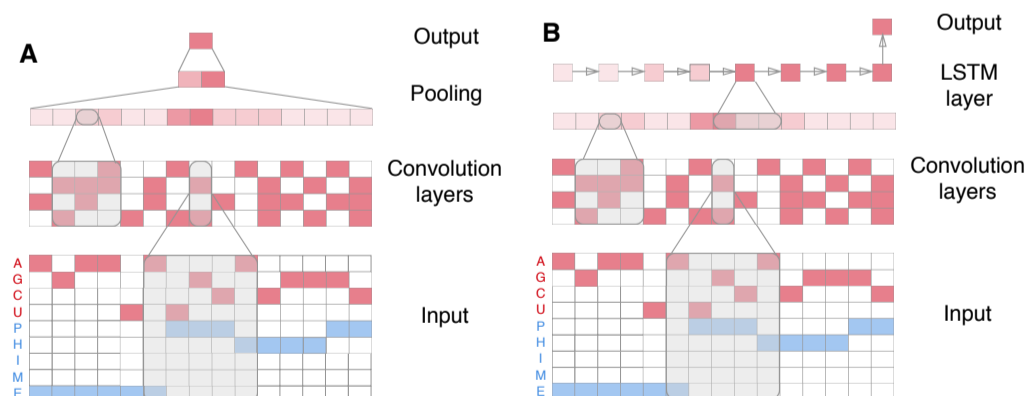 A
Output
Pooling
Convolution
layers
A
G
C
U
P
H
I
M
E
Input
B
Output
LSTM
layer
Convolution
layers
A
G
C
U
P
H
I
M
E
Input